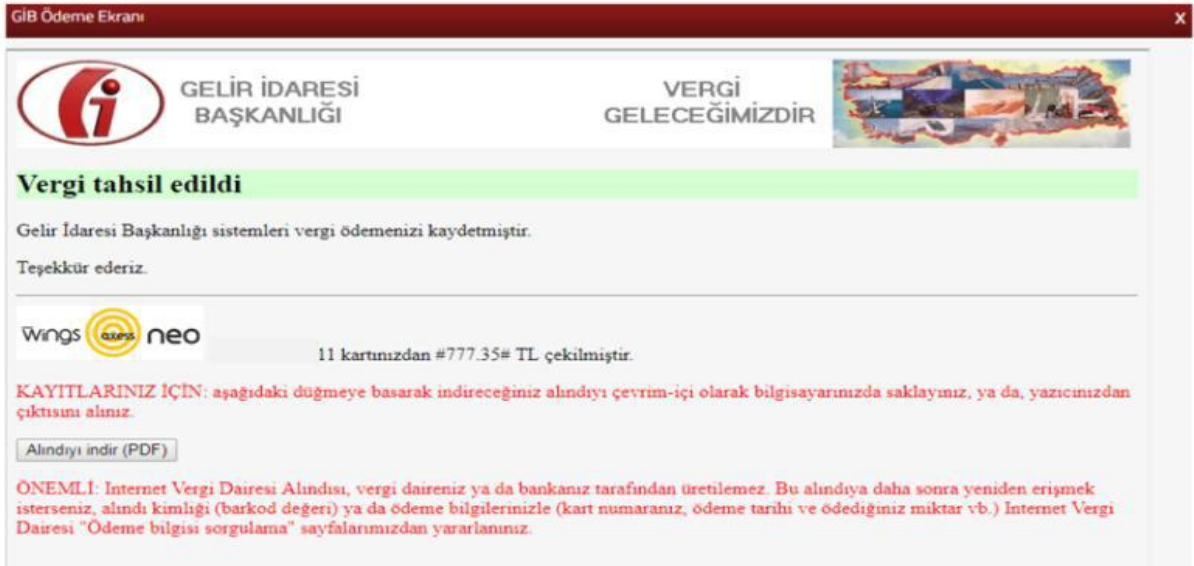 GİB Ödeme Ekranı
x
GELİR İDARESİ
BAŞKANLIĞI
VERGİ
GELECEĞİMİZDİR
Vergi tahsil edildi
Gelir İdaresi Başkanlığı sistemleri vergi ödemenizi kaydetmiştir.
Teşekkür ederiz.
wings axess neo
11 kartınızdan #777.35# TL çekilmiştir.
KAYITLARINIZ İÇİN: aşağıdaki düğmeye basarak indireceğiniz alındıyı çevrim-içi olarak bilgisayarınızda saklayınız, ya da, yazıcınızdan
çıktısını alınız.
Alındıyı indir (PDF)
ÖNEMLİ: Internet Vergi Dairesi Alındısı, vergi daireniz ya da bankanız tarafından üretilemez. Bu alındıya daha sonra yeniden erişmek
isterseniz, alındı kimliği (barkod değeri) ya da ödeme bilgilerinizle (kart numaranız, ödeme tarihi ve ödediğiniz miktar vb.) Internet Vergi
Dairesi "Ödeme bilgisi sorgulama" sayfalarımızdan yararlanınız.